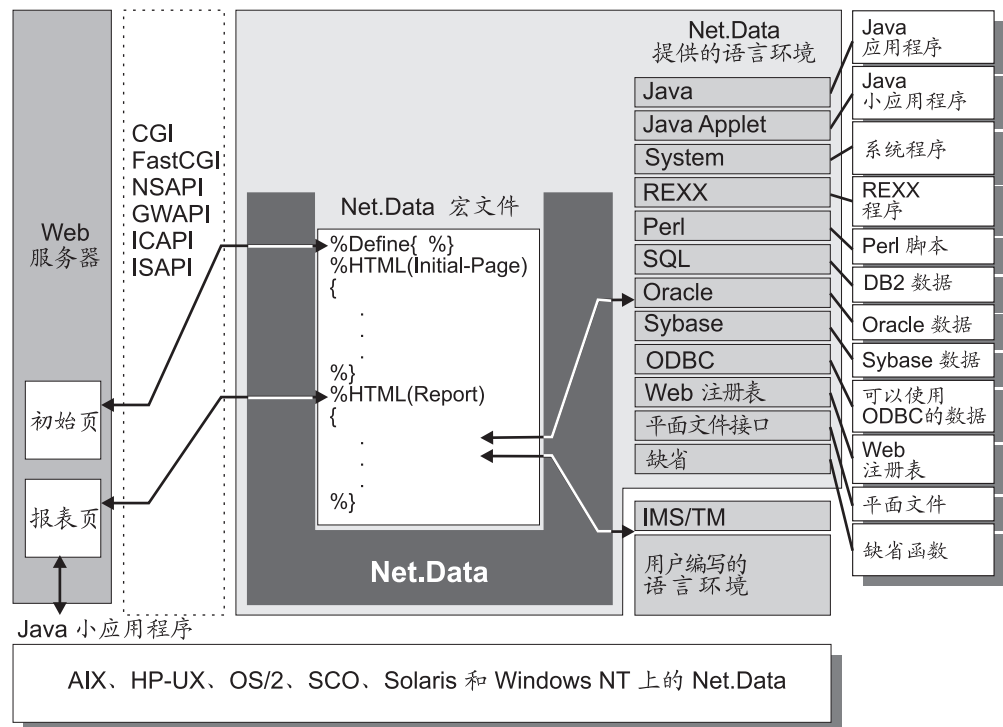 Web
服务器
初始页
报表页
Java 小应用程序
CGI
FastCGI
NSAPI
GWAPI
ICAPI
ISAPI
Net.Data 宏文件
%Define{ %}
%HTML(Initial-Page)
{
.
.
.
%}
%HTML(Report)
{
.
.
.
%}
Net.Data
Net.Data
提供的语言环境
Java
Java Applet
System
REXX
Perl
SQL
Oracle
Sybase
ODBC
Web 注册表
平面文件接口
缺省
IMS/TM
用户编写的
语言环境
Java
应用程序
Java
小应用程序
系统程序
REXX
程序
Perl 脚本
DB2 数据
Oracle 数据
Sybase 数据
可以使用
ODBC的数据
Web
注册表
平面文件
缺省函数
AIX、HP-UX、OS/2、SCO、Solaris 和 Windows NT 上的 Net.Data